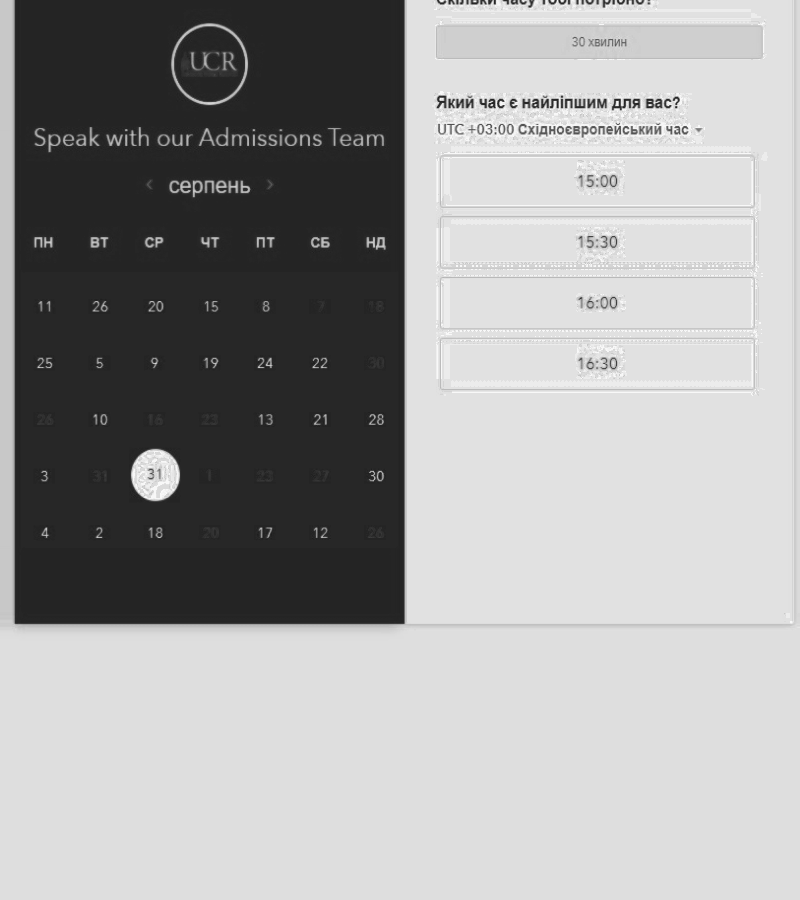 UCR
Speak with our Admissions Team
серпень
ПН ВТ СР ЧТ ПТ СБ НД
11 26 20 15 8 7 18
25 5 9 19 24 22 30
26 10 16 23 13 21 28
3 31 31 1 23 27 30
4 2 18 20 17 12 26
Скільки часу тобі потрібно?
30 хвилин
Який час є найліпшим для вас?
UTC +03:00 Східноєвропейський час
15:00
15:30
16:00
16:30